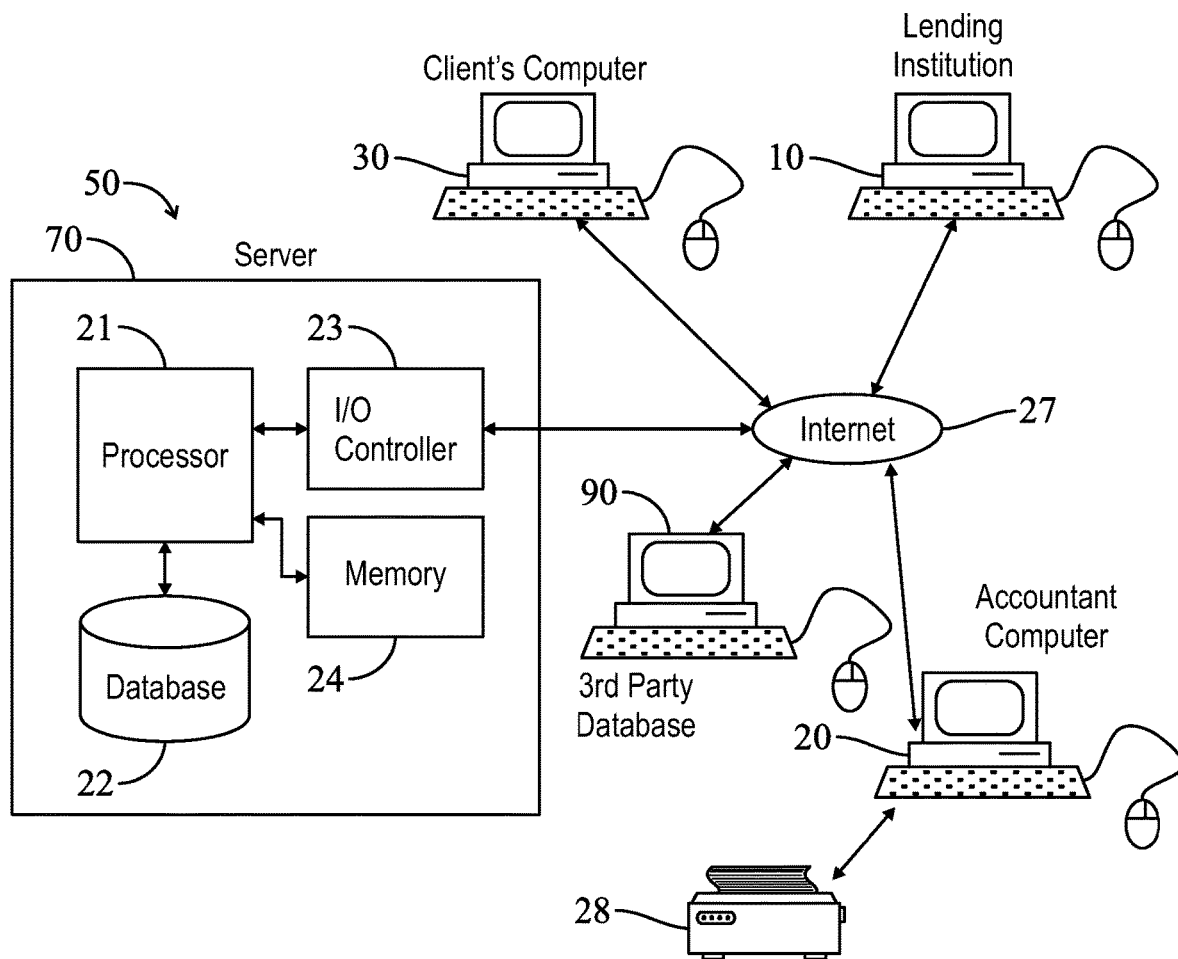 Lending
Institution
Client's Computer
30
10
50
70
Server
21
23
I/O
Controller
Processor
Internet
27
90
Memory
Accountant
Computer
Database
24
3rd Party
Database
20
22
28